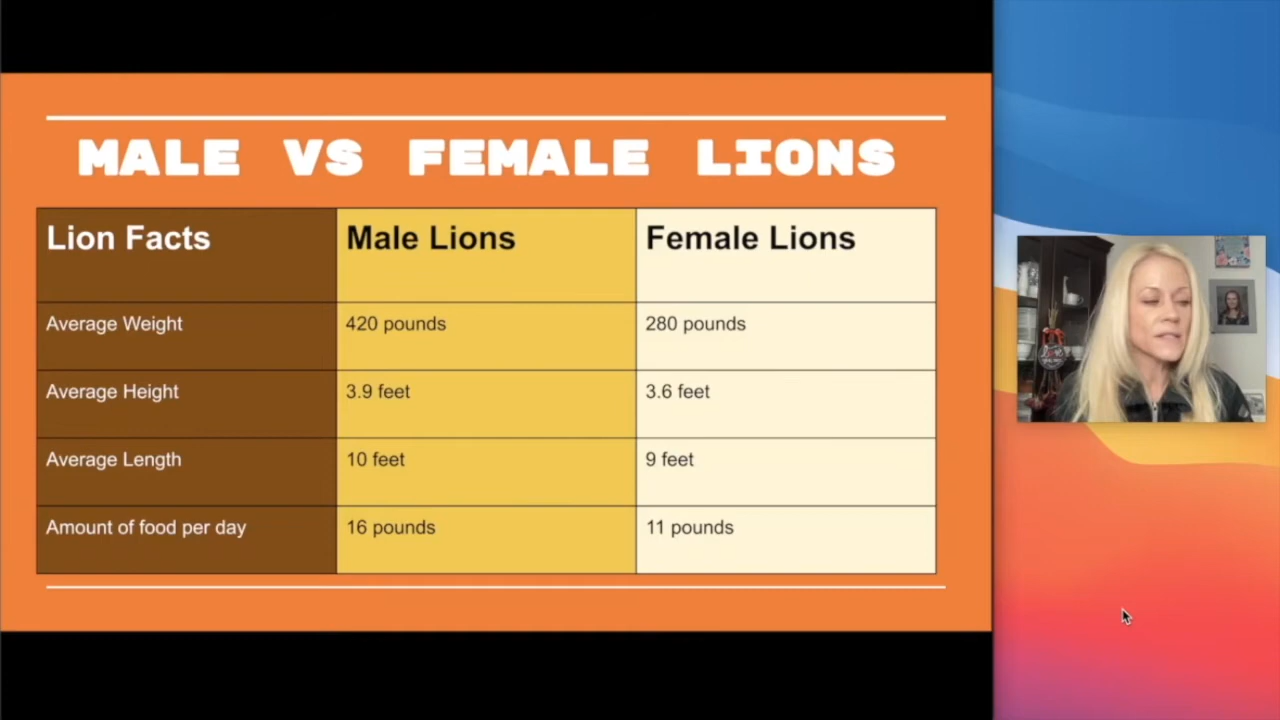 MALE VS FEMALE LIONS
Lion Facts Male Lions Female Lions
Average Weight 420 pounds 280 pounds
Average Height 3.9 feet 3.6 feet
Average Length 10 feet 9 feet
Amount of food per day 16 pounds 11 pounds